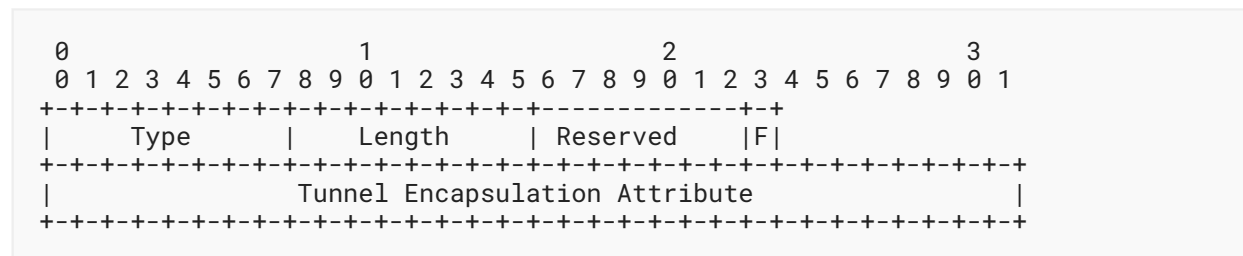 0                   1                   2                   3
 0 1 2 3 4 5 6 7 8 9 0 1 2 3 4 5 6 7 8 9 0 1 2 3 4 5 6 7 8 9 0 1
+-+-+-+-+-+-+-+-+-+-+-+-+-+-+-+-+-------------+-+
|     Type      |    Length     | Reserved    |F|
+-+-+-+-+-+-+-+-+-+-+-+-+-+-+-+-+-+-+-+-+-+-+-+-+-+-+-+-+-+-+-+-+
|                Tunnel Encapsulation Attribute                 |
+-+-+-+-+-+-+-+-+-+-+-+-+-+-+-+-+-+-+-+-+-+-+-+-+-+-+-+-+-+-+-+-+